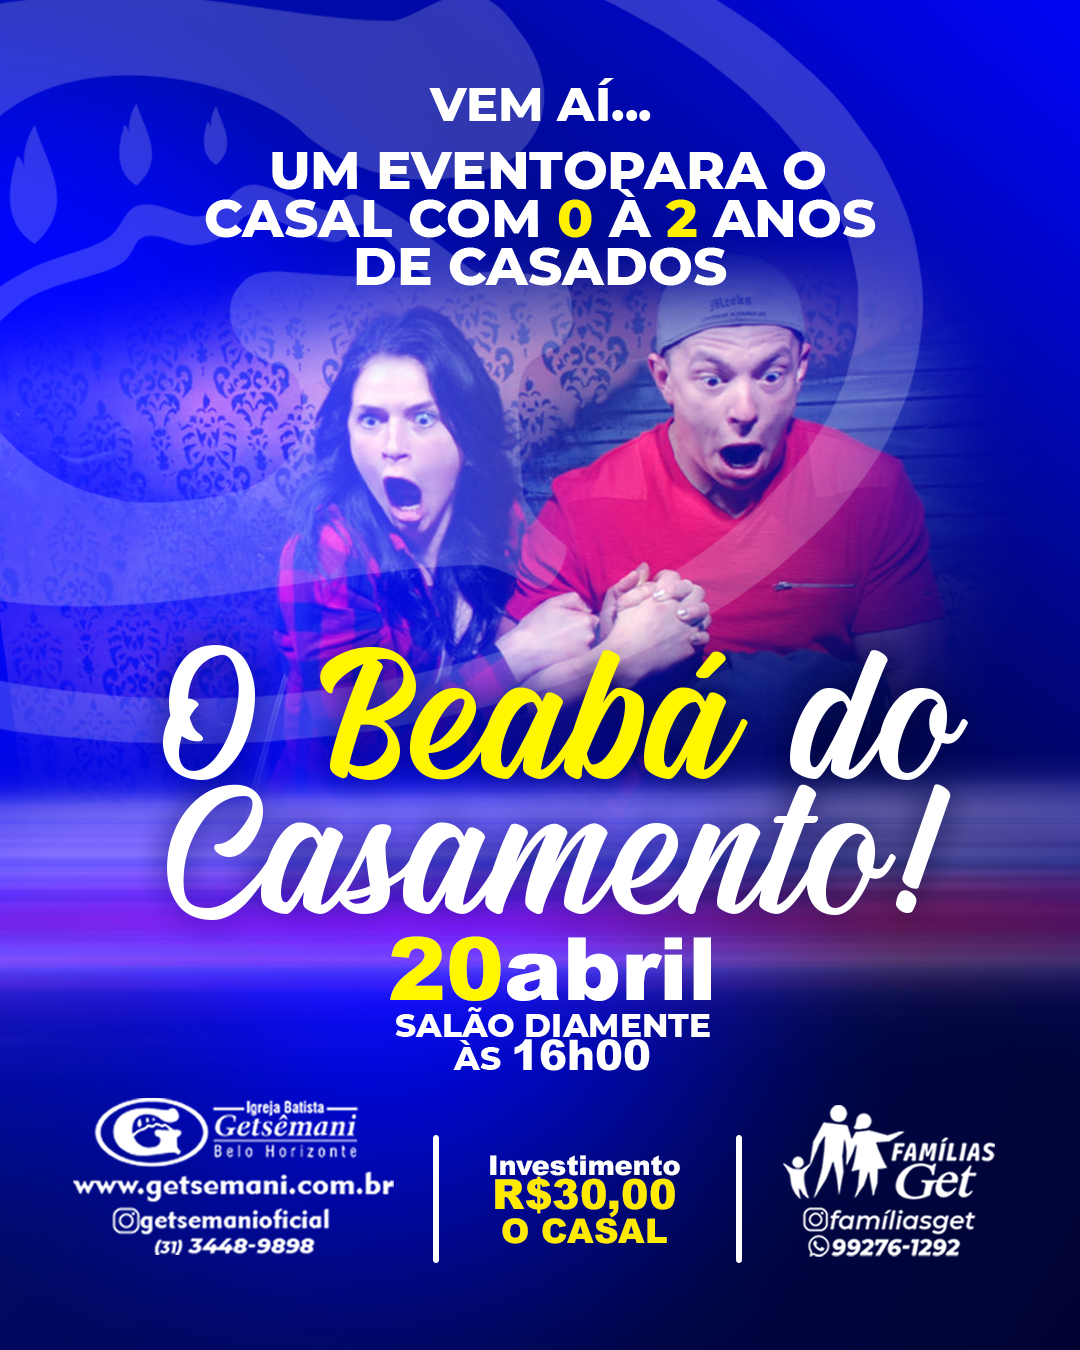 VEM AÍ...
UM EVENTOPARA O
CASAL COM 0 À 2 ANOS
DE CASADOS
Meeks
O Beabá do
Casamento!
20abril
SALÃO DIAMENTE
ÀS 16h00
Igreja Batista
Getsêmani
Belo Horizonte
www.getsemani.com.br
getsemanioficial
(31) 3448-9898
Investimento
R$30,00
O CASAL
FAMÍLIAS
Get
famíliasget
99276-1292